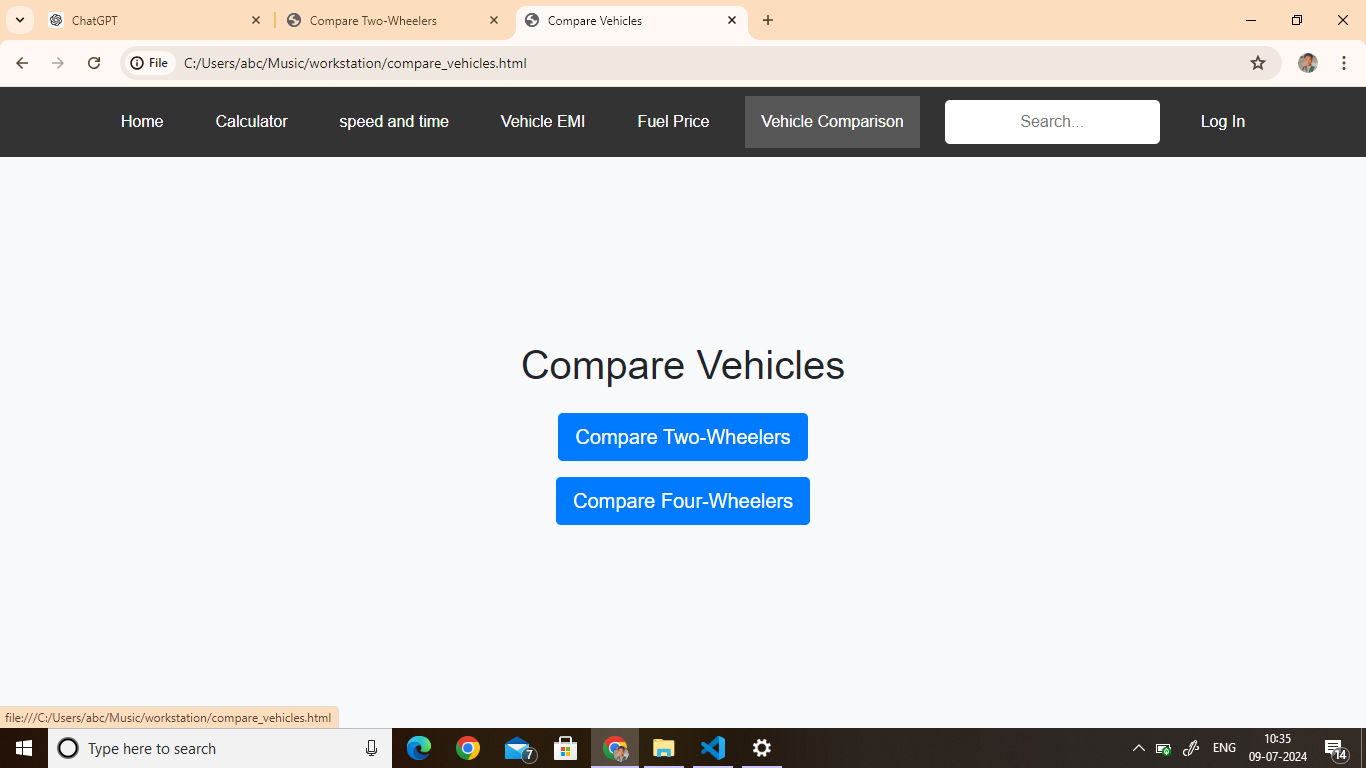 ChatGPT
Compare Two-Wheelers
Compare Vehicles
File C:/Users/abc/Music/workstation/compare_vehicles.html
Home Calculator speed and time Vehicle EMI Fuel Price Vehicle Comparison Search... Log In
Compare Vehicles
Compare Two-Wheelers
Compare Four-Wheelers
file:///C:/Users/abc/Music/workstation/compare_vehicles.html
Type here to search
7
ENG
10:35
09-07-2024
14